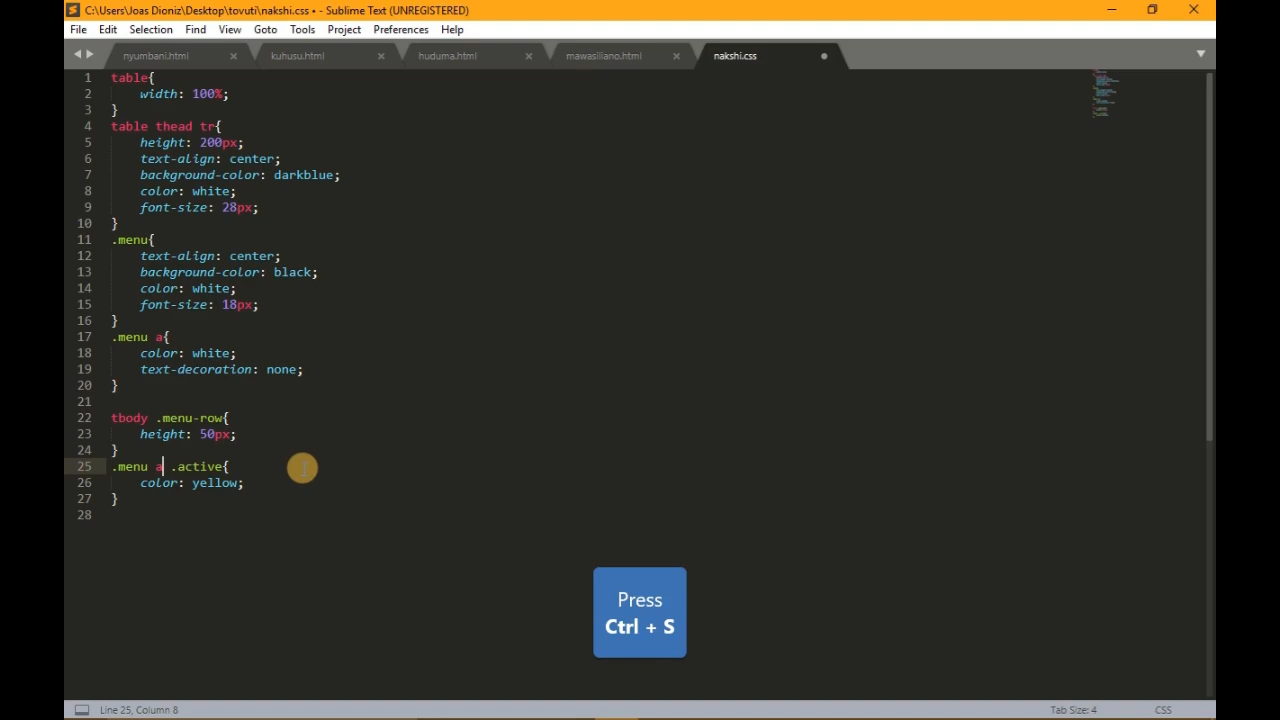 C:\Users\Joas Dioniz\Desktop\tovuti\nakshi.css • - Sublime Text (UNREGISTERED)
File Edit Selection Find View Goto Tools Project Preferences Help
nyumbani.html kuhusu.html huduma.html mawasiliano.html nakshi.css
1 table{
2 width: 100%;
3 }
4 table thead tr{
5 height: 200px;
6 text-align: center;
7 background-color: darkblue;
8 color: white;
9 font-size: 28px;
10 }
11 .menu{
12 text-align: center;
13 background-color: black;
14 color: white;
15 font-size: 18px;
16 }
17 .menu a{
18 color: white;
19 text-decoration: none;
20 }
21
22 tbody .menu-row{
23 height: 50px;
24 }
25 .menu a .active{
26 color: yellow;
27 }
28
Press
Ctrl + S
Line 25, Column 8 Tab Size: 4 CSS